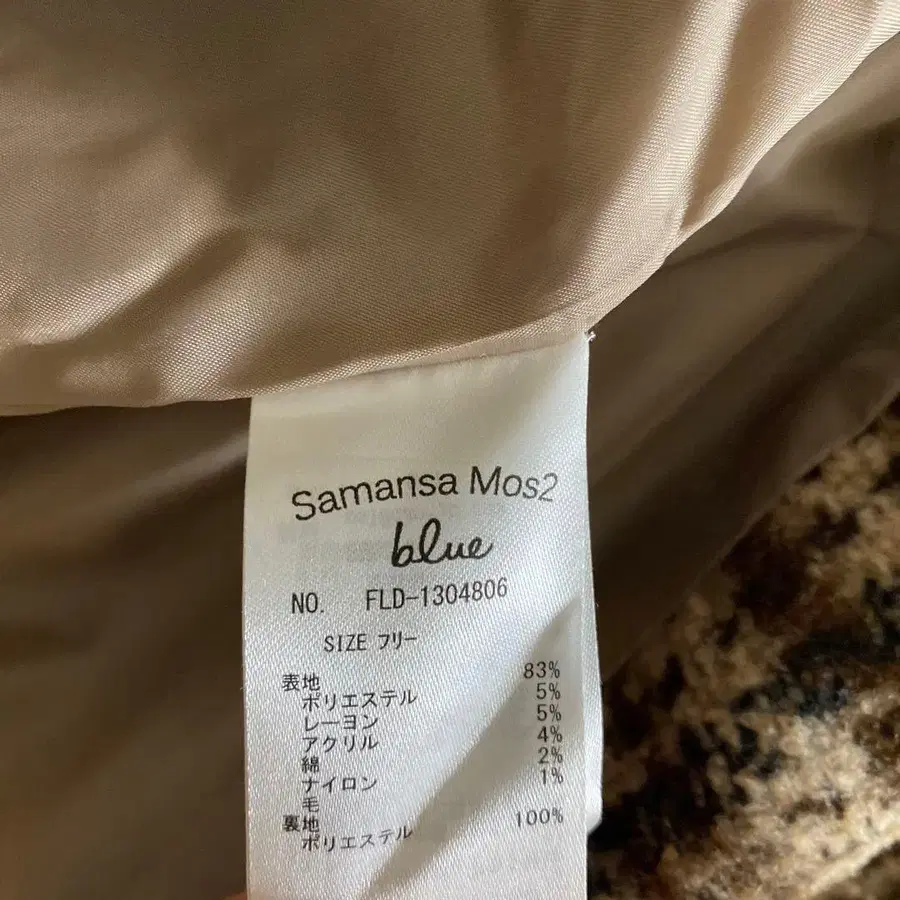 Samansa Mos2
blue
NO. FLD-1304806
SIZE フリー
表地
ポリエステル 83%
レーヨン 5%
アクリル 5%
綿 4%
ナイロン 2%
毛 1%
裏地
ポリエステル 100%